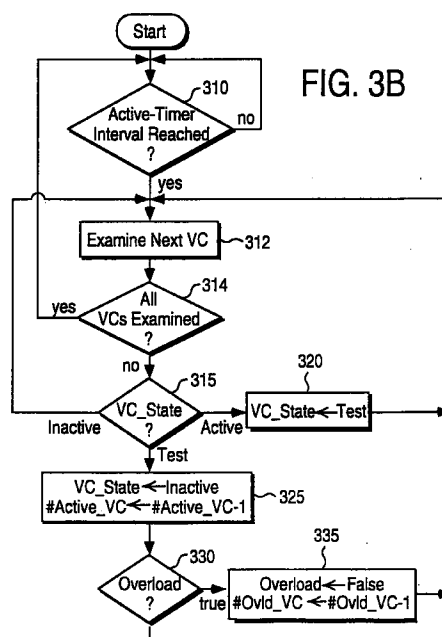 Start
FIG. 3B
310
Active-Timer
Interval Reached
?
no
yes
Examine Next VC
312
314
All
VCs Examined
?
yes
no
315
VC_State
?
Inactive
Active
320
VC_State←Test
Test
VC_State←Inactive
#Active_VC←#Active_VC-1
325
330
Overload
?
true
335
Overload←False
#Ovld_VC←#Ovld_VC-1